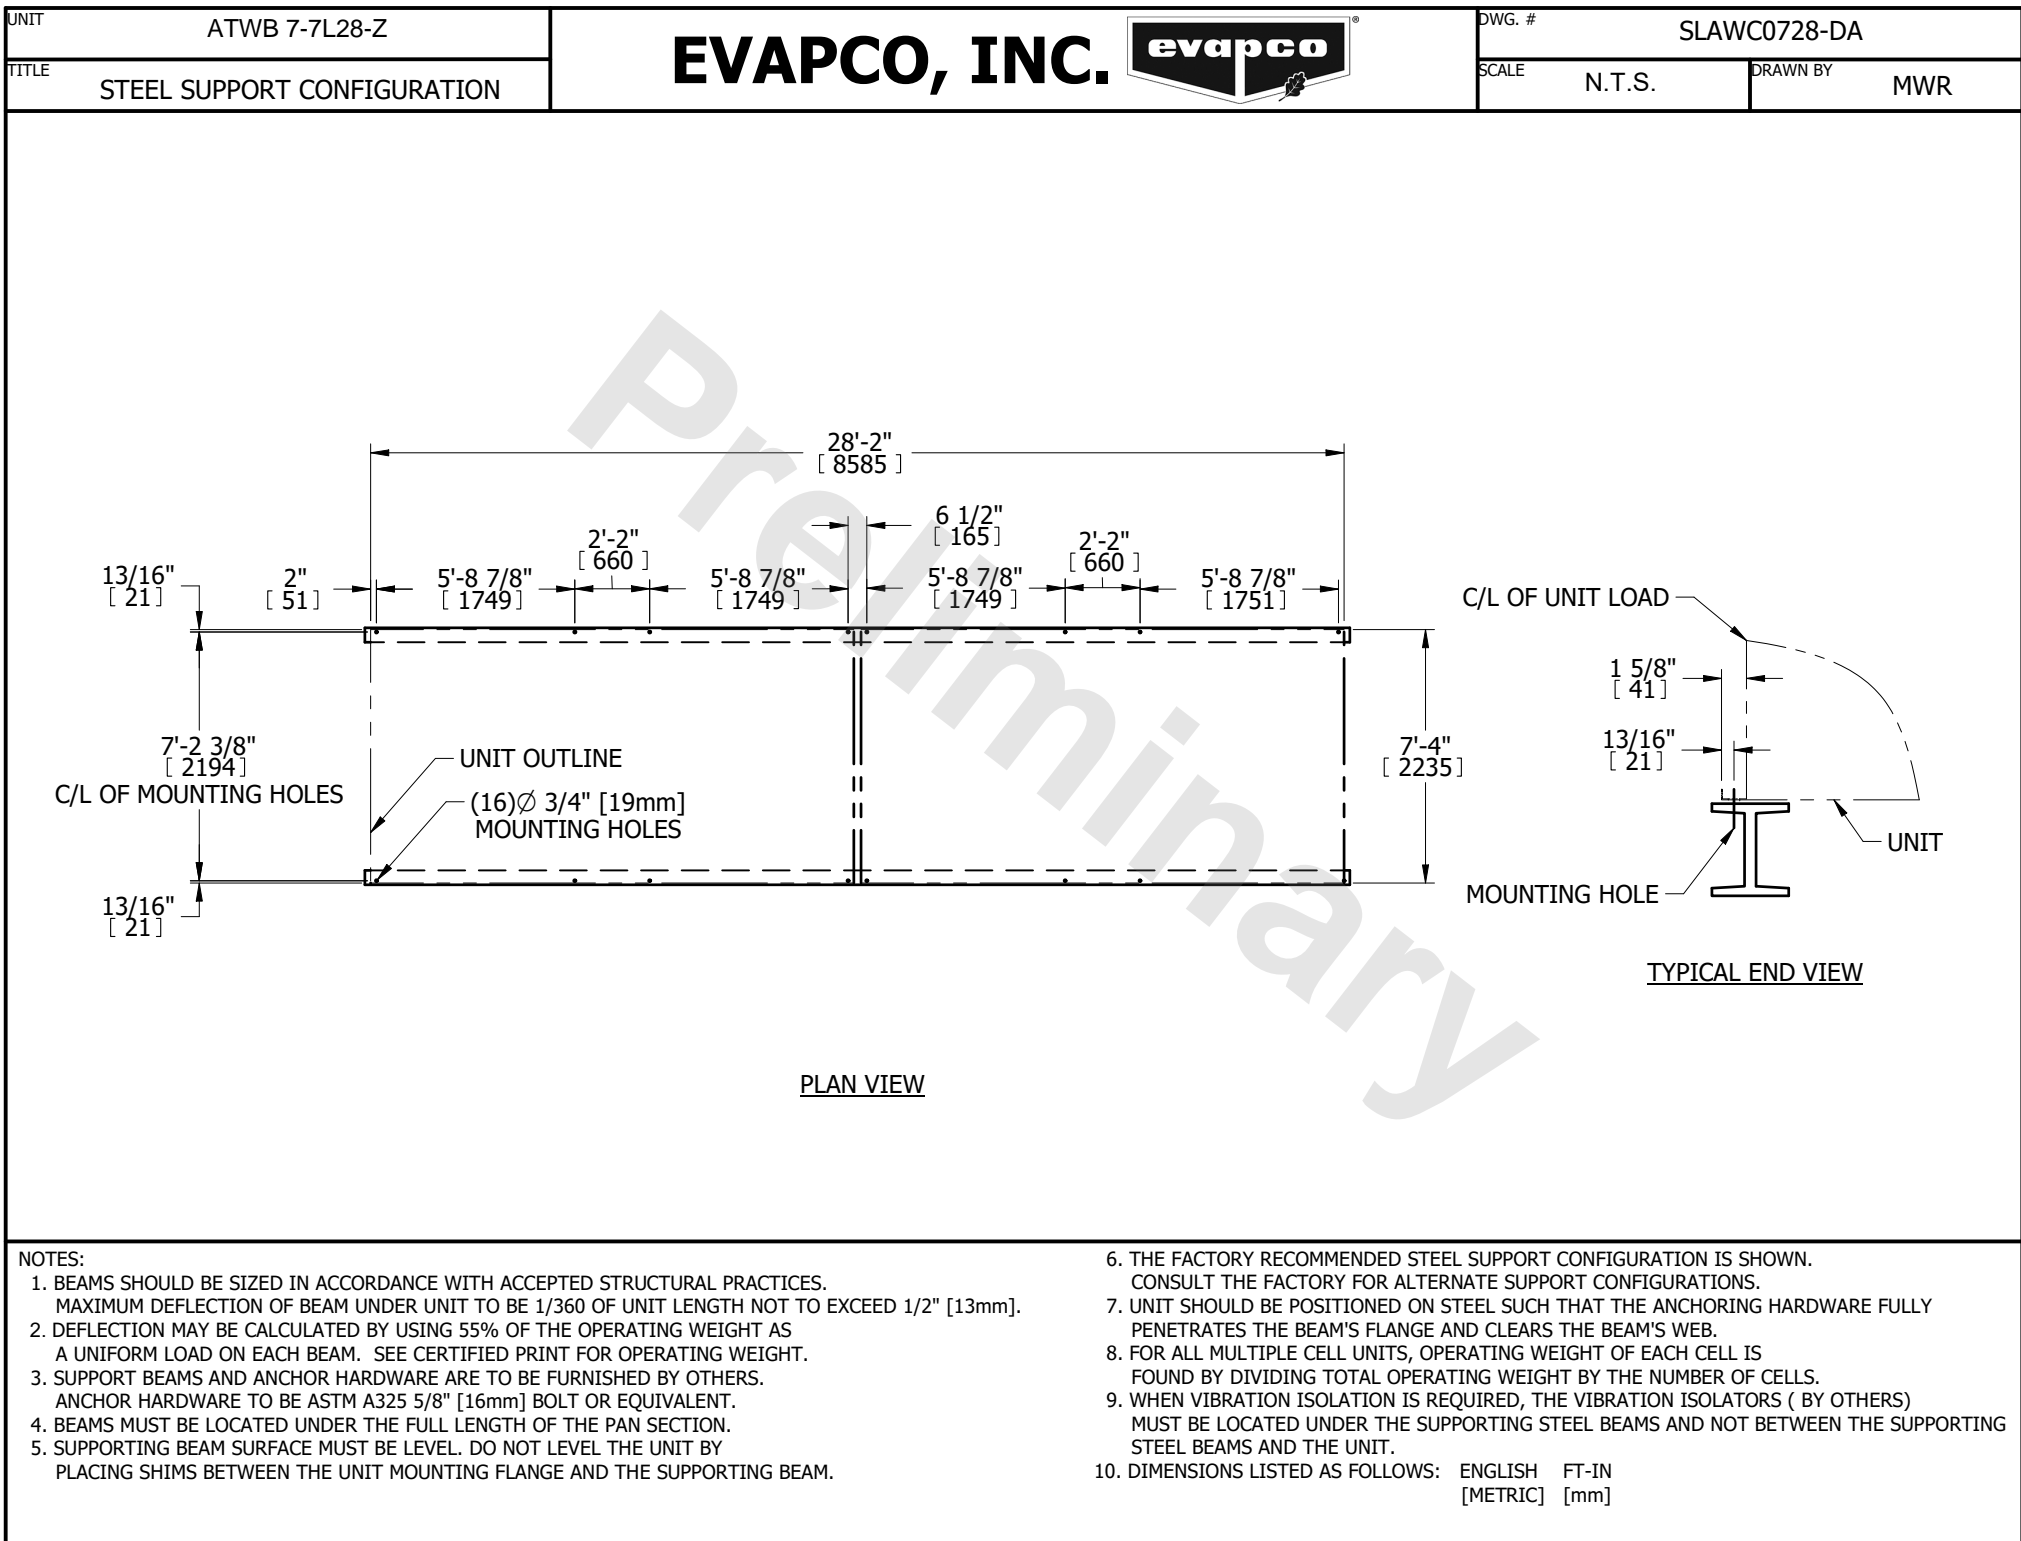 UNIT
ATWB 7-7L28-Z
TITLE
STEEL SUPPORT CONFIGURATION
EVAPCO, INC.
evapco
®
DWG. #
SLAWC0728-DA
SCALE
N.T.S.
DRAWN BY
MWR
Preliminary
28'-2"
[ 8585 ]
6 1/2"
[ 165]
2'-2"
[ 660 ]
2'-2"
[ 660 ]
13/16"
[ 21]
2"
[ 51]
5'-8 7/8"
[ 1749]
5'-8 7/8"
[ 1749 ]
5'-8 7/8"
[ 1749 ]
5'-8 7/8"
[ 1751]
7'-2 3/8"
[ 2194]
C/L OF MOUNTING HOLES
UNIT OUTLINE
(16)Ø 3/4" [19mm]
MOUNTING HOLES
7'-4"
[ 2235]
13/16"
[ 21]
PLAN VIEW
C/L OF UNIT LOAD
1 5/8"
[ 41]
13/16"
[ 21]
UNIT
MOUNTING HOLE
TYPICAL END VIEW
NOTES:
1. BEAMS SHOULD BE SIZED IN ACCORDANCE WITH ACCEPTED STRUCTURAL PRACTICES.
MAXIMUM DEFLECTION OF BEAM UNDER UNIT TO BE 1/360 OF UNIT LENGTH NOT TO EXCEED 1/2" [13mm].
2. DEFLECTION MAY BE CALCULATED BY USING 55% OF THE OPERATING WEIGHT AS
A UNIFORM LOAD ON EACH BEAM. SEE CERTIFIED PRINT FOR OPERATING WEIGHT.
3. SUPPORT BEAMS AND ANCHOR HARDWARE ARE TO BE FURNISHED BY OTHERS.
ANCHOR HARDWARE TO BE ASTM A325 5/8" [16mm] BOLT OR EQUIVALENT.
4. BEAMS MUST BE LOCATED UNDER THE FULL LENGTH OF THE PAN SECTION.
5. SUPPORTING BEAM SURFACE MUST BE LEVEL. DO NOT LEVEL THE UNIT BY
PLACING SHIMS BETWEEN THE UNIT MOUNTING FLANGE AND THE SUPPORTING BEAM.
6. THE FACTORY RECOMMENDED STEEL SUPPORT CONFIGURATION IS SHOWN.
CONSULT THE FACTORY FOR ALTERNATE SUPPORT CONFIGURATIONS.
7. UNIT SHOULD BE POSITIONED ON STEEL SUCH THAT THE ANCHORING HARDWARE FULLY
PENETRATES THE BEAM'S FLANGE AND CLEARS THE BEAM'S WEB.
8. FOR ALL MULTIPLE CELL UNITS, OPERATING WEIGHT OF EACH CELL IS
FOUND BY DIVIDING TOTAL OPERATING WEIGHT BY THE NUMBER OF CELLS.
9. WHEN VIBRATION ISOLATION IS REQUIRED, THE VIBRATION ISOLATORS ( BY OTHERS)
MUST BE LOCATED UNDER THE SUPPORTING STEEL BEAMS AND NOT BETWEEN THE SUPPORTING
STEEL BEAMS AND THE UNIT.
10. DIMENSIONS LISTED AS FOLLOWS: ENGLISH FT-IN
[METRIC] [mm]